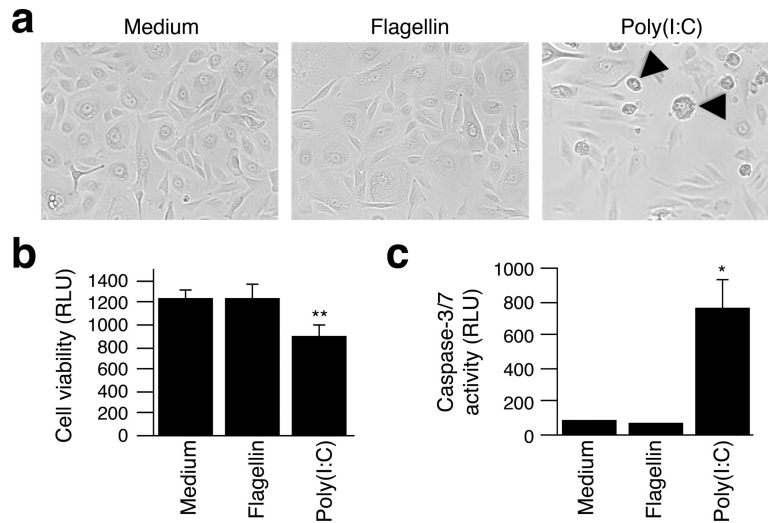 a
Medium
Flagellin
Poly(I:C)
b
Cell viability (RLU)
1400
1200
1000
800
600
400
200
0
**
Medium
Flagellin
Poly(I:C)
c
Caspase-3/7
activity (RLU)
1000
800
600
400
200
0
*
Medium
Flagellin
Poly(I:C)